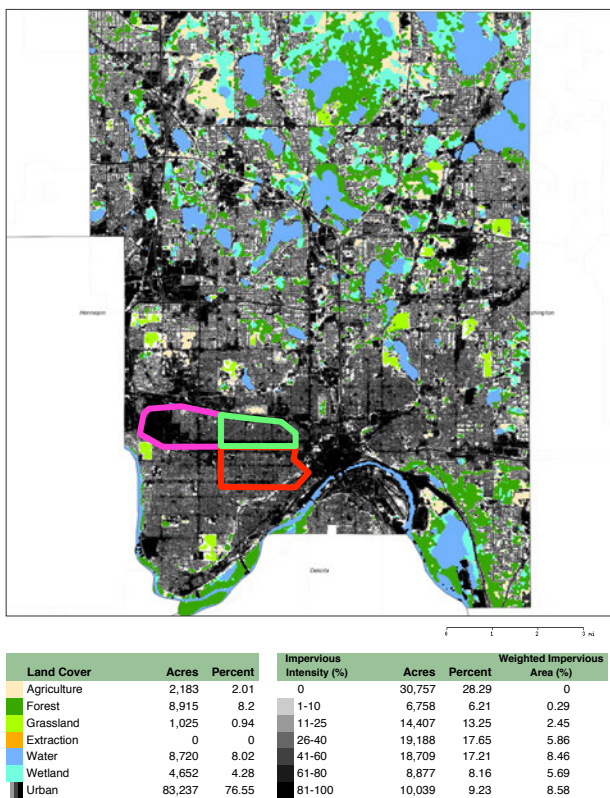 Hennepin
Washington
Dakota
0 1 2 3 mi
Land Cover Acres Percent
Agriculture 2,183 2.01
Forest 8,915 8.2
Grassland 1,025 0.94
Extraction 0 0
Water 8,720 8.02
Wetland 4,652 4.28
Urban 83,237 76.55
Impervious Intensity (%) Acres Percent Weighted Impervious Area (%)
0 30,757 28.29 0
1-10 6,758 6.21 0.29
11-25 14,407 13.25 2.45
26-40 19,188 17.65 5.86
41-60 18,709 17.21 8.46
61-80 8,877 8.16 5.69
81-100 10,039 9.23 8.58